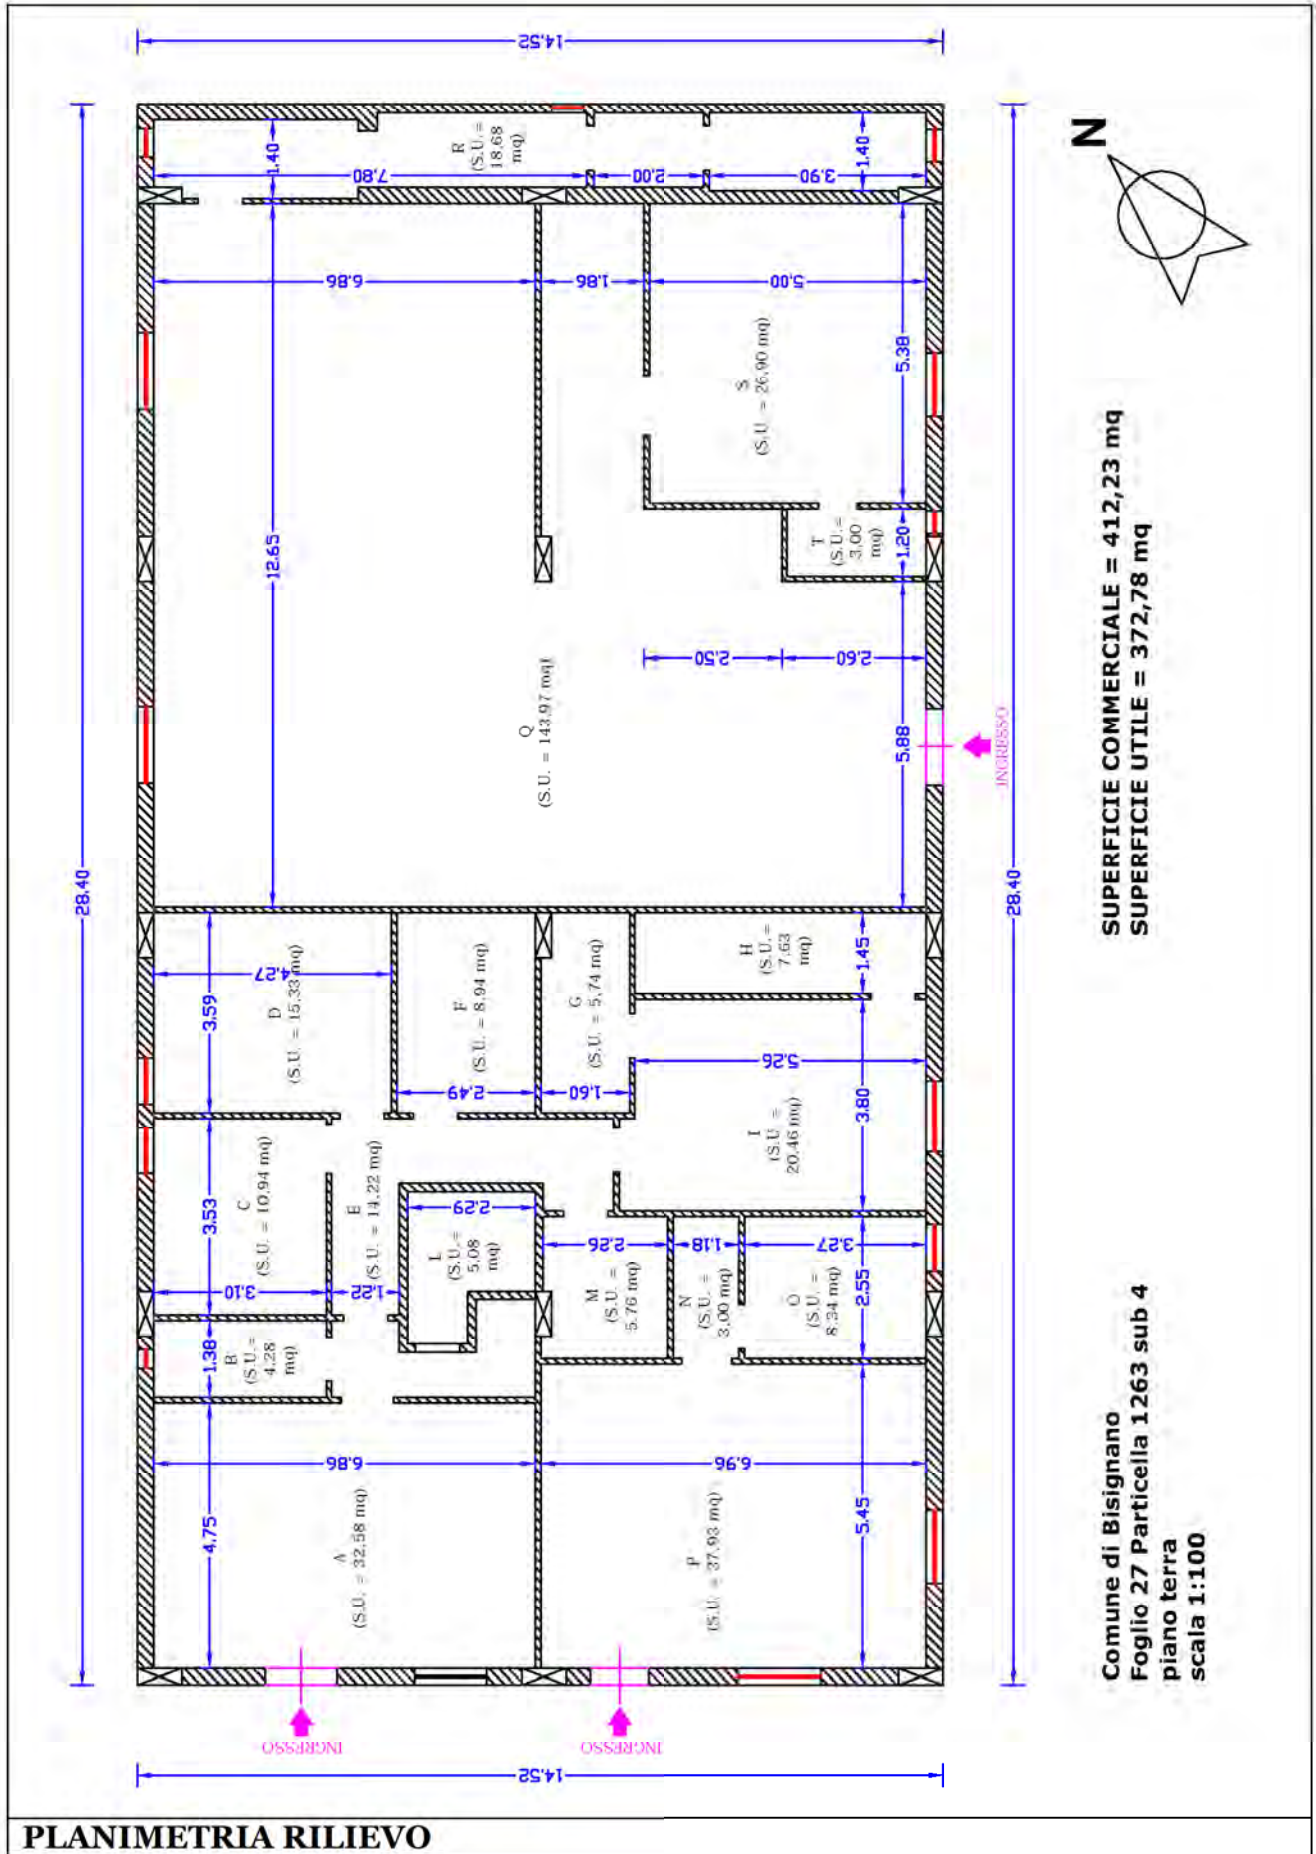 14.52
28.40
1.40
7.80
R
(S.U.=
18.68
mq)
2.00
3.90
1.40
N
6.86
1.86
5.00
5.38
S
(S.U. = 26.90 mq)
12.65
T
(S.U.=
3.00
mq)
1.20
2.50
2.60
Q
(S.U. = 143.97 mq)
5.88
INGRESSO
28.40
SUPERFICIE COMMERCIALE = 412,23 mq
SUPERFICIE UTILE = 372,78 mq
3.59
4.27
D
(S.U. = 15.33 mq)
F
(S.U. = 8.94 mq)
2.49
G
(S.U. = 5.74 mq)
1.60
H
(S.U.=
7.63
mq)
1.45
5.26
3.80
I
(S.U =
20.46 mq)
3.53
C
(S.U. = 10.94 mq)
3.10
E
(S.U. = 14.22 mq)
1.22
2.29
L
(S.U.=
5.08
mq)
2.26
M
(S.U. =
5.76 mq)
1.18
N
(S.U. =
3.00 mq)
3.27
O
(S.U. =
8.34 mq)
2.55
1.38
B
(S.U.=
4.28
mq)
4.75
6.86
A
(S.U. = 32.58 mq)
6.96
P
(S.U. = 37.93 mq)
5.45
INGRESSO
INGRESSO
14.52
Comune di Bisignano
Foglio 27 Particella 1263 sub 4
piano terra
scala 1:100
PLANIMETRIA RILIEVO